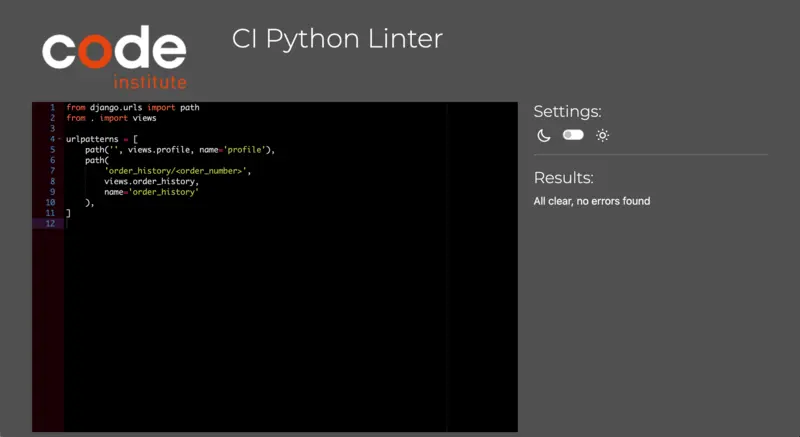 code
institute
CI Python Linter
1 from django.urls import path
2 from . import views
3
4 urlpatterns = [
5     path('', views.profile, name='profile'),
6     path(
7         'order_history/<order_number>',
8         views.order_history,
9         name='order_history'
10     ),
11 ]
12
Settings:
Results:
All clear, no errors found